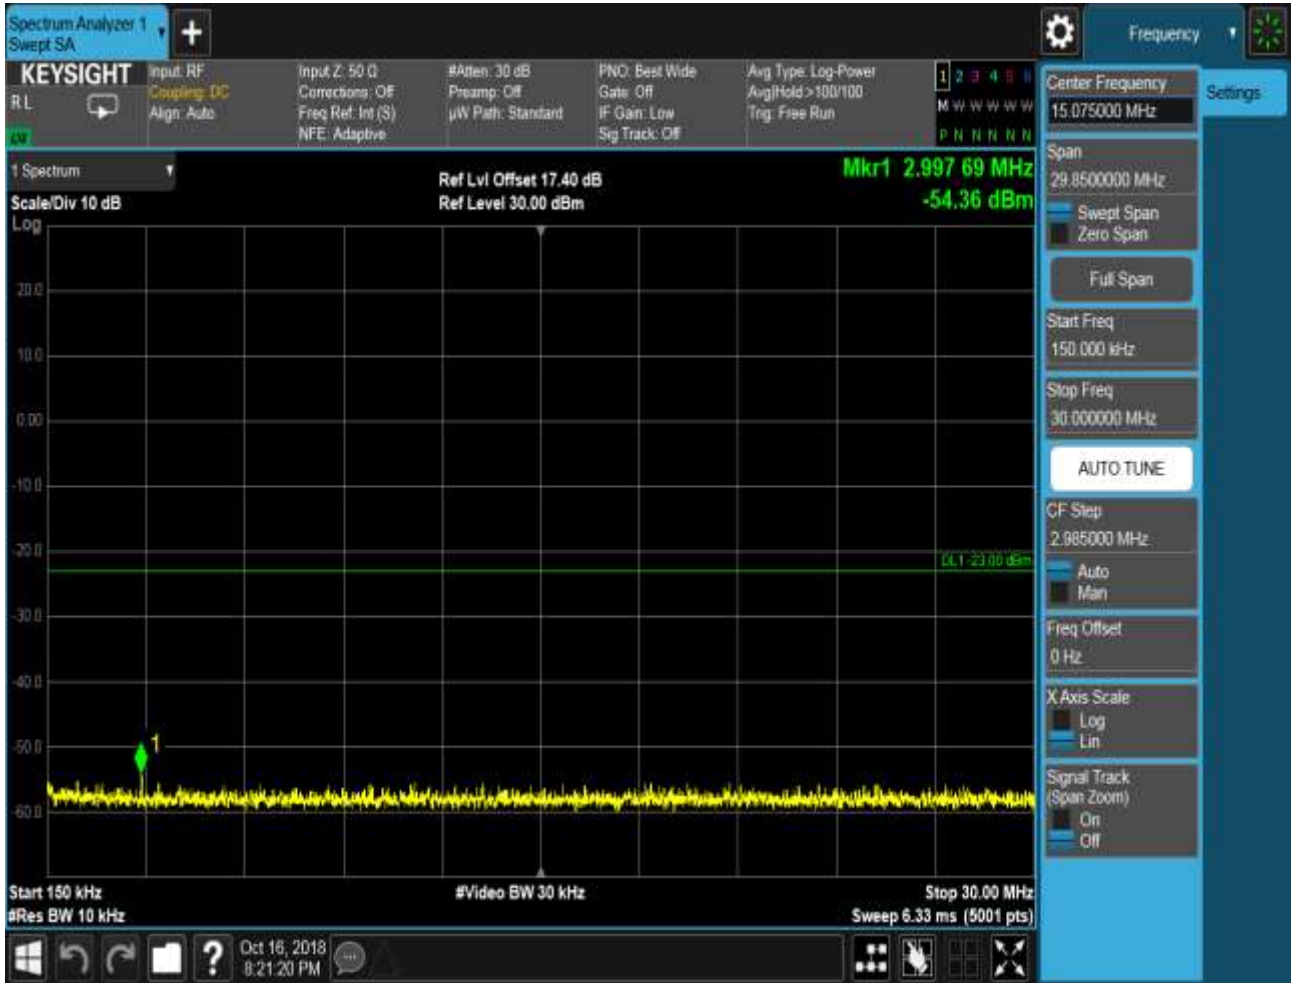 Spectrum Analyzer 1
Swept SA
+
Frequency
KEYSIGHT
R L
Input: RF
Coupling: DC
Align: Auto
Input Z: 50 Ω
Corrections: Off
Freq Ref: Int (S)
NFE: Adaptive
#Atten: 30 dB
Preamp: Off
µW Path: Standard
PNO: Best Wide
Gate: Off
IF Gain: Low
Sig Track: Off
Avg Type: Log-Power
Avg|Hold:>100/100
Trig: Free Run
1 2 3 4 5 6
M W W W W W
P N N N N N
1 Spectrum
Scale/Div 10 dB
Ref Lvl Offset 17.40 dB
Ref Level 30.00 dBm
Mkr1 2.997 69 MHz
-54.36 dBm
Log
20.0
10.0
0.00
-10.0
-20.0
-30.0
-40.0
-50.0
-60.0
DL1 -23.00 dBm
1
Start 150 kHz
#Res BW 10 kHz
#Video BW 30 kHz
Stop 30.00 MHz
Sweep 6.33 ms (5001 pts)
Center Frequency
15.075000 MHz
Span
29.8500000 MHz
Swept Span
Zero Span
Full Span
Start Freq
150.000 kHz
Stop Freq
30.000000 MHz
AUTO TUNE
CF Step
2.985000 MHz
Auto
Man
Freq Offset
0 Hz
X Axis Scale
Log
Lin
Signal Track
(Span Zoom)
On
Off
Settings
?
Oct 16, 2018
8:21:20 PM